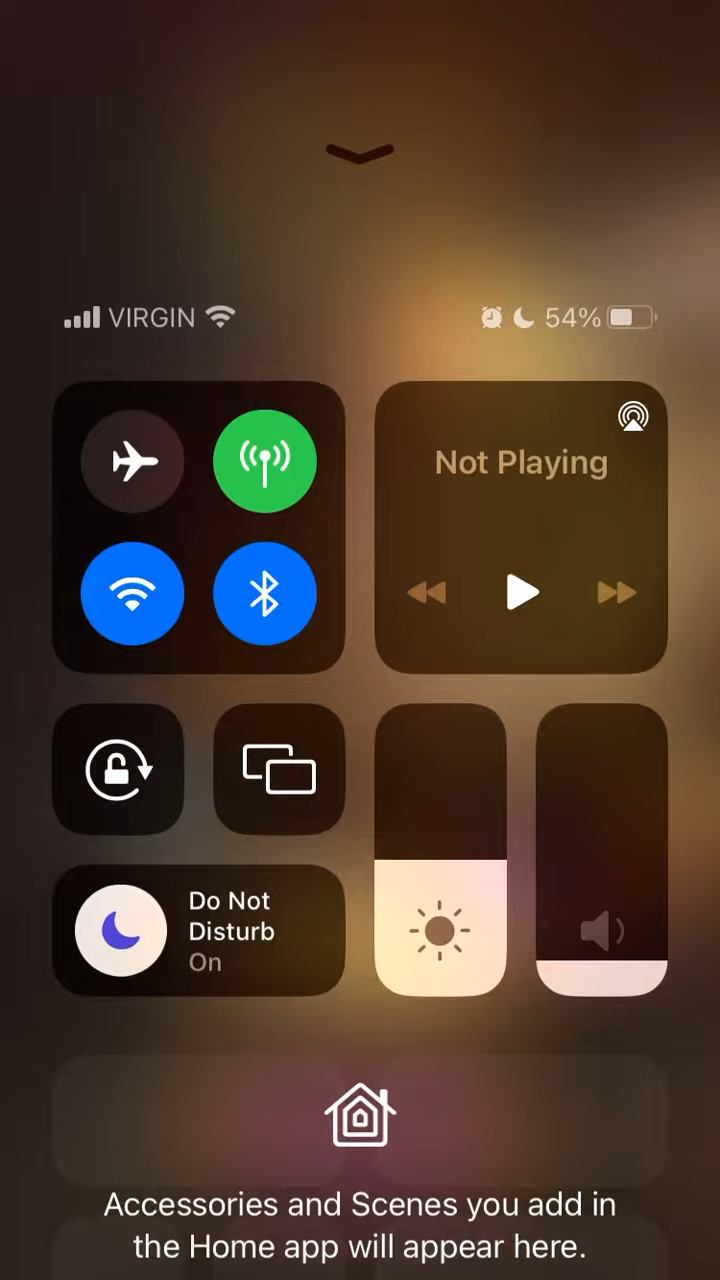 VIRGIN 54%
Not Playing
Do Not
Disturb
On
Accessories and Scenes you add in
the Home app will appear here.